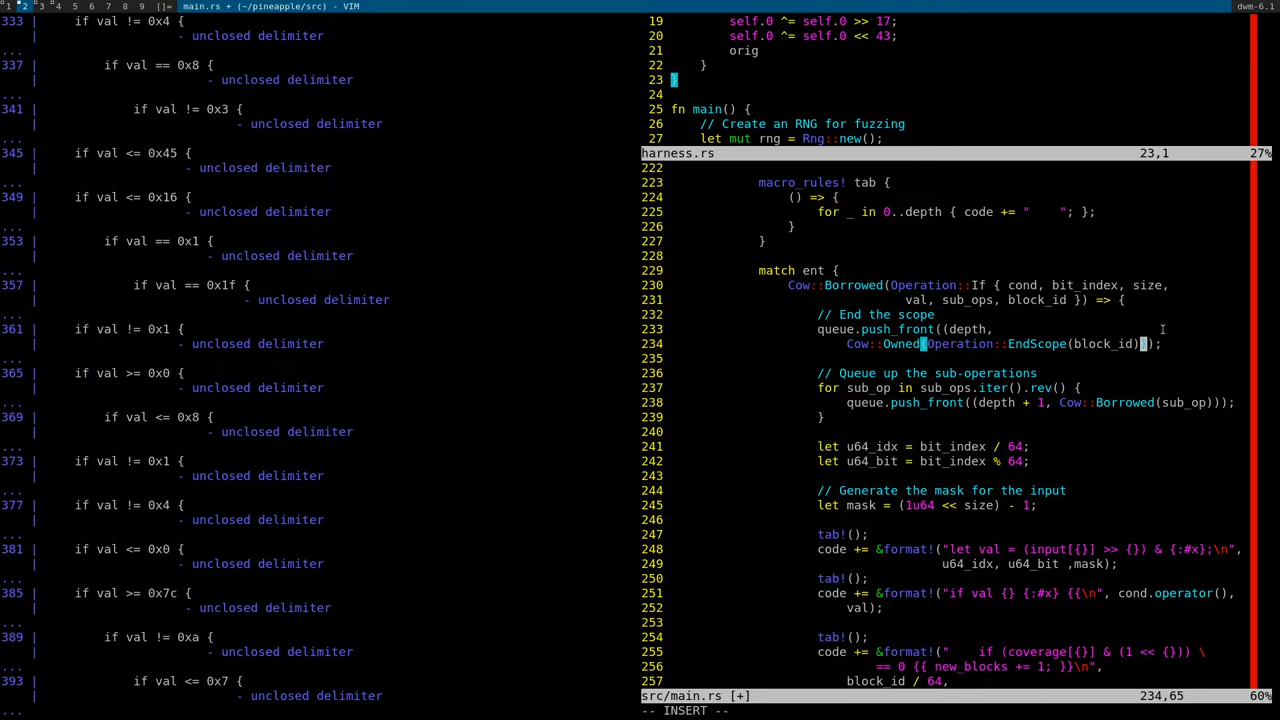 1 2 3 4 5 6 7 8 9 []= main.rs + (~/pineapple/src) - VIM dwm-6.1
333 | if val != 0x4 {
| - unclosed delimiter
...
337 | if val == 0x8 {
| - unclosed delimiter
...
341 | if val != 0x3 {
| - unclosed delimiter
...
345 | if val <= 0x45 {
... - unclosed delimiter
349 | if val <= 0x16 {
| - unclosed delimiter
...
353 | if val == 0x1 {
| - unclosed delimiter
...
357 | if val == 0x1f {
| - unclosed delimiter
...
361 | if val != 0x1 {
| - unclosed delimiter
...
365 | if val >= 0x0 {
| - unclosed delimiter
...
369 | if val <= 0x8 {
| - unclosed delimiter
...
373 | if val != 0x1 {
| - unclosed delimiter
...
377 | if val != 0x4 {
| - unclosed delimiter
...
381 | if val <= 0x0 {
| - unclosed delimiter
...
385 | if val >= 0x7c {
| - unclosed delimiter
...
389 | if val != 0xa {
| - unclosed delimiter
...
393 | if val <= 0x7 {
| - unclosed delimiter
...
19 self.0 ^= self.0 >> 17;
20 self.0 ^= self.0 << 43;
21 orig
22 }
23 }
24
25 fn main() {
26 // Create an RNG for fuzzing
27 let mut rng = Rng::new();
harness.rs 23,1 27%
222
223 macro_rules! tab {
224 () => {
225 for _ in 0..depth { code += "    "; };
226 }
227 }
228
229 match ent {
230 Cow::Borrowed(Operation::If { cond, bit_index, size,
231 val, sub_ops, block_id }) => {
232 // End the scope
233 queue.push_front((depth,
234 Cow::Owned(Operation::EndScope(block_id)));
235
236 // Queue up the sub-operations
237 for sub_op in sub_ops.iter().rev() {
238 queue.push_front((depth + 1, Cow::Borrowed(sub_op)));
239 }
240
241 let u64_idx = bit_index / 64;
242 let u64_bit = bit_index % 64;
243
244 // Generate the mask for the input
245 let mask = (1u64 << size) - 1;
246
247 tab!();
248 code += &format!("let val = (input[{}] >> {}) & {:#x};\n",
249 u64_idx, u64_bit ,mask);
250 tab!();
251 code += &format!("if val {} {:#x} {{\n", cond.operator(),
252 val);
253
254 tab!();
255 code += &format!("    if (coverage[{}] & (1 << {})) \
256 == 0 {{ new_blocks += 1; }}\n",
257 block_id / 64,
src/main.rs [+] 234,65 60%
-- INSERT --